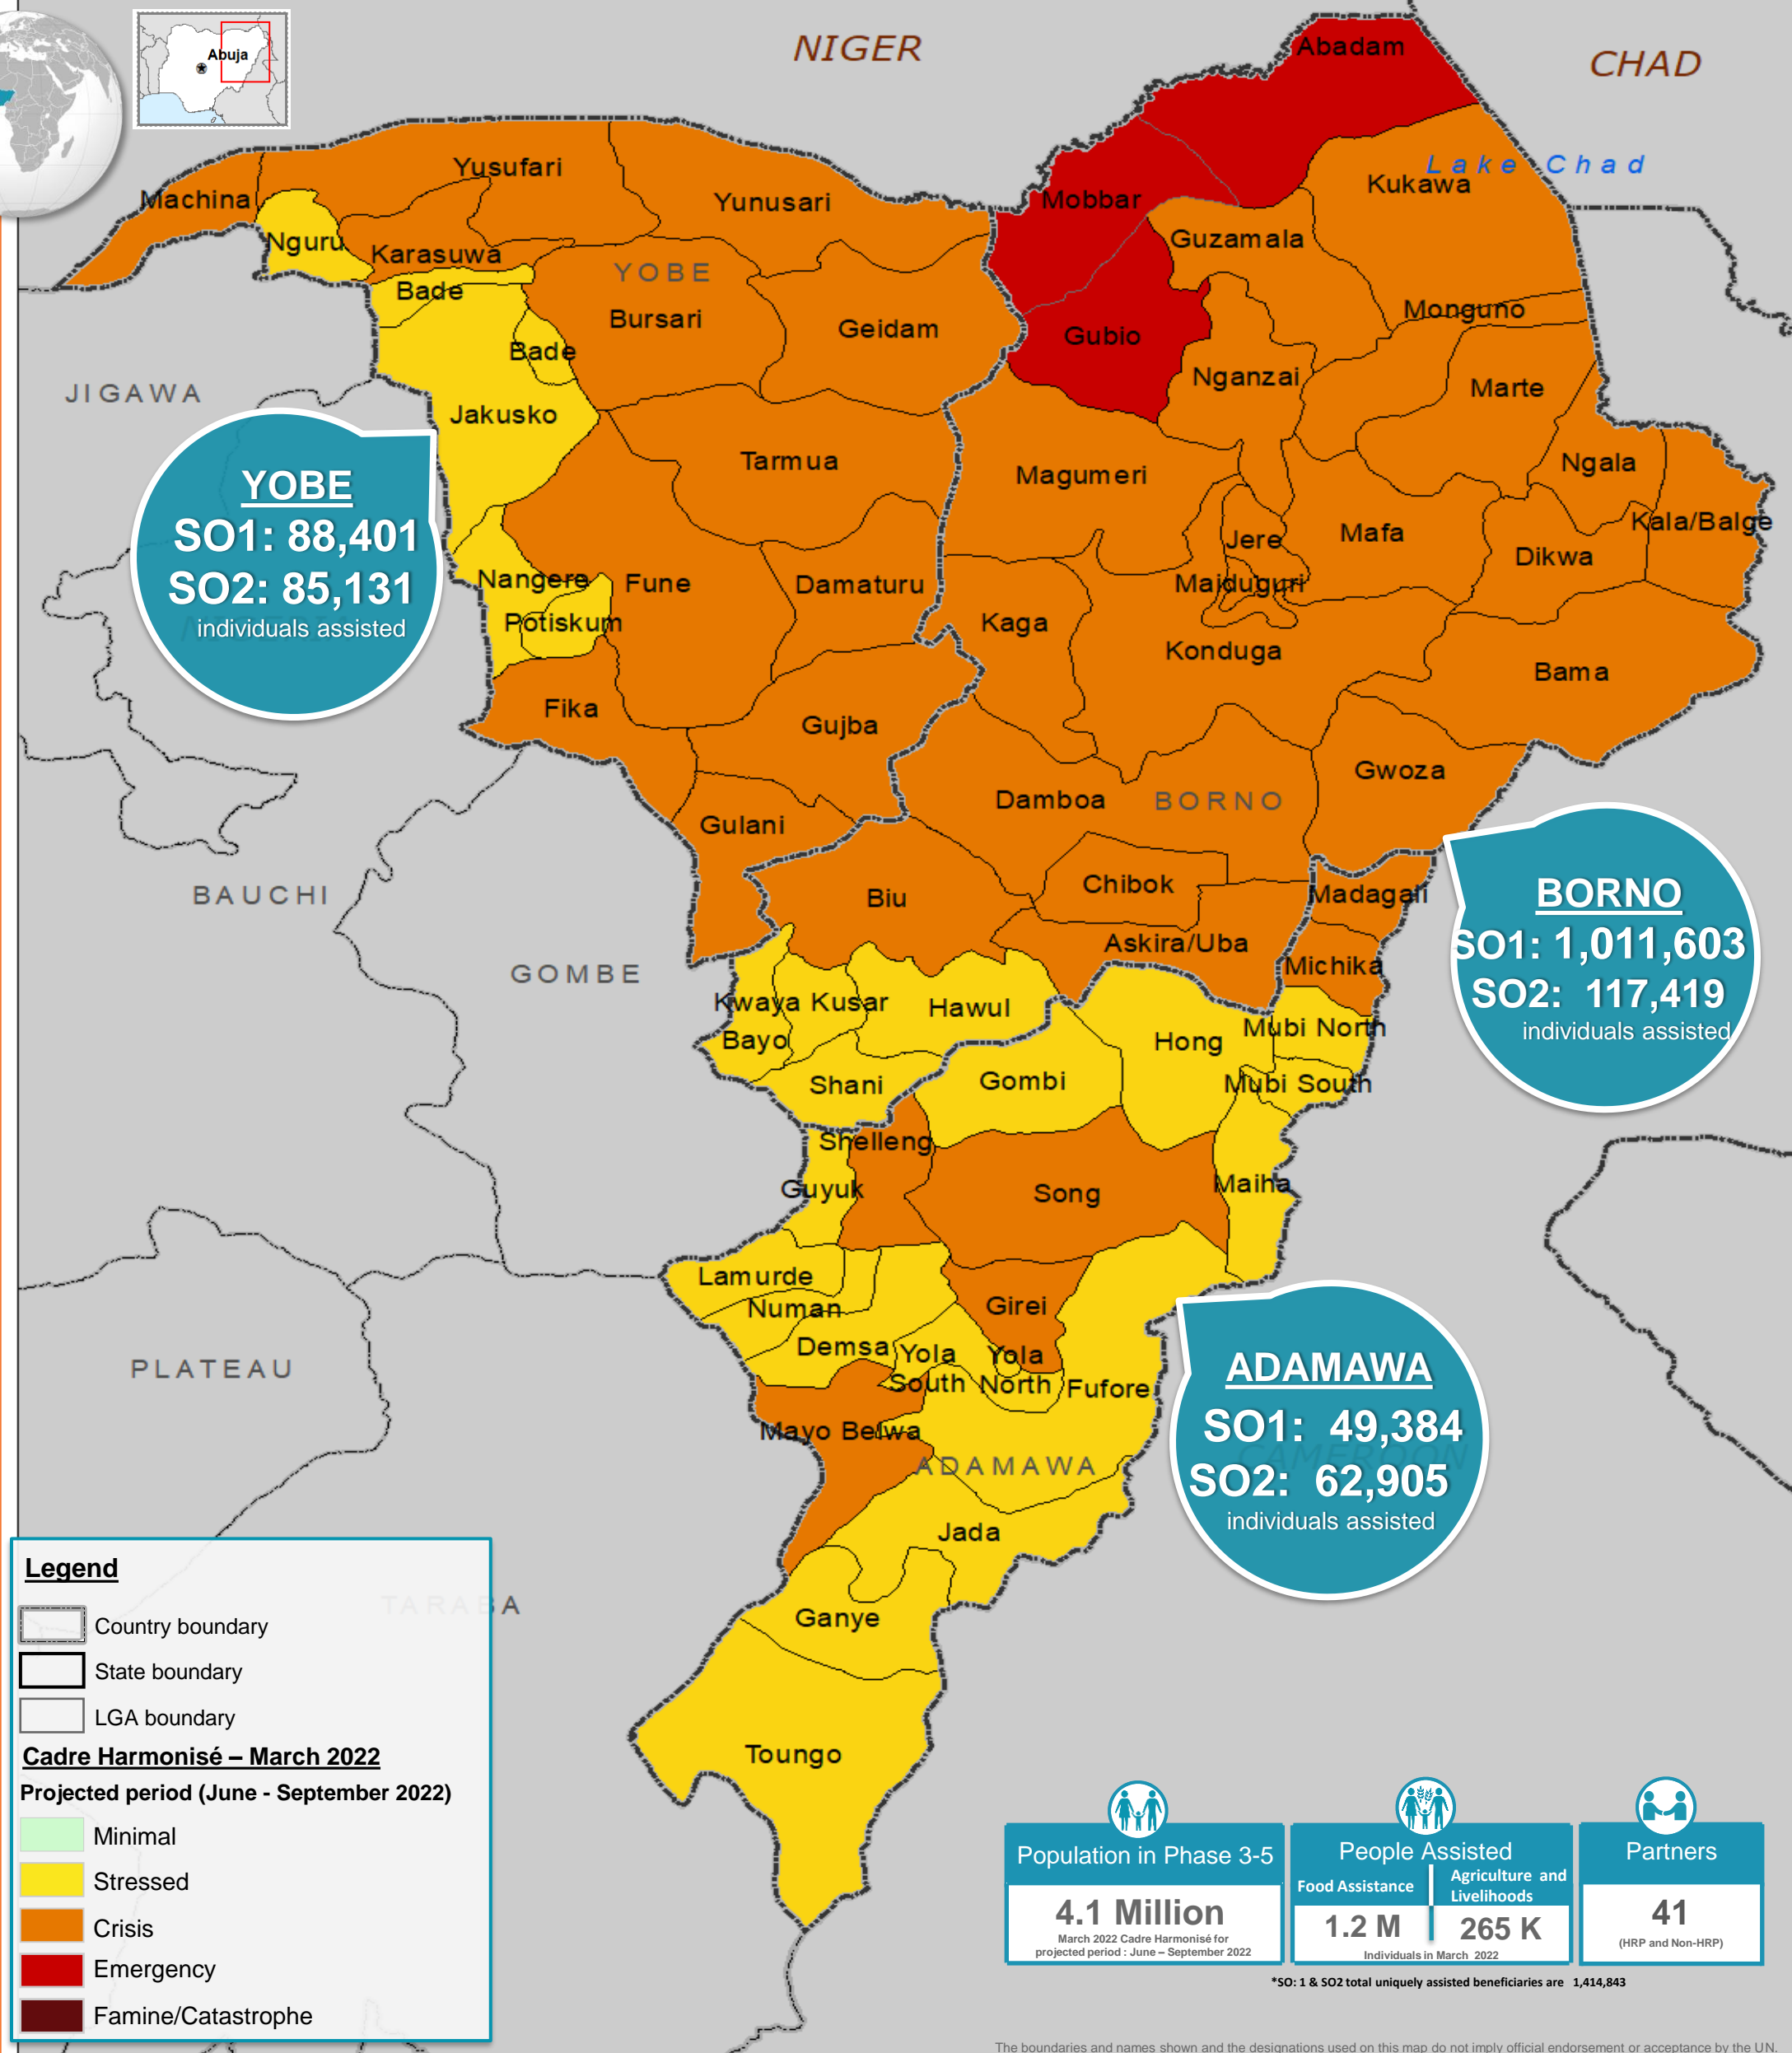 NIGER
CHAD
Abuja
Abadam
Lake Chad
Kukawa
Yusufari
Machina
Yunusari
Mobbar
Nguru
Karasuwa
Guzamala
YOBE
Bade
Bursari
Geidam
Monguno
Gubio
Bade
Nganzai
Marte
JIGAWA
Jakusko
Tarmua
Magumeri
Ngala
YOBE
SO1: 88,401
SO2: 85,131
individuals assisted
Jere
Mafa
Kala/Balge
Dikwa
Nangere
Fune
Damaturu
Maiduguri
Potiskum
Kaga
Konduga
Bama
Fika
Gujba
Gwoza
Damboa
BORNO
Gulani
BAUCHI
Biu
Chibok
Madagali
Askira/Uba
Michika
BORNO
SO1: 1,011,603
SO2: 117,419
individuals assisted
GOMBE
Kwaya Kusar
Hawul
Mubi North
Bayo
Hong
Shani
Gombi
Mubi South
Shelleng
Guyuk
Song
Maiha
Lamurde
Numan
Girei
Demsa
Yola South
Yola North
Fufore
PLATEAU
Mayo Belwa
ADAMAWA
ADAMAWA
SO1: 49,384
SO2: 62,905
individuals assisted
CAMEROON
Jada
TARABA
Ganye
Toungo
Legend
Country boundary
State boundary
LGA boundary
Cadre Harmonisé – March 2022
Projected period (June - September 2022)
Minimal
Stressed
Crisis
Emergency
Famine/Catastrophe
Population in Phase 3-5
4.1 Million
March 2022 Cadre Harmonisé for
projected period : June – September 2022
People Assisted
Food Assistance
Agriculture and
Livelihoods
1.2 M
265 K
Individuals in March 2022
Partners
41
(HRP and Non-HRP)
*SO: 1 & SO2 total uniquely assisted beneficiaries are 1,414,843
The boundaries and names shown and the designations used on this map do not imply official endorsement or acceptance by the UN.